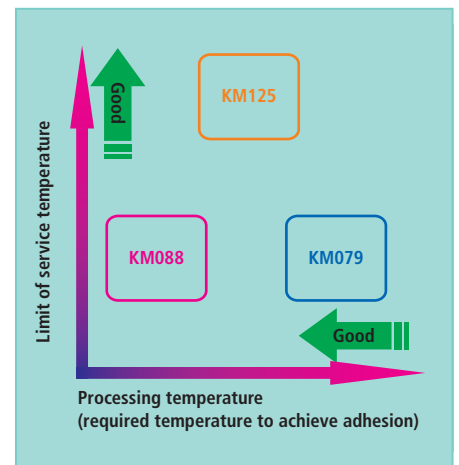 Good
KM125
Limit of service temperature
KM088
KM079
Good
Processing temperature
(required temperature to achieve adhesion)